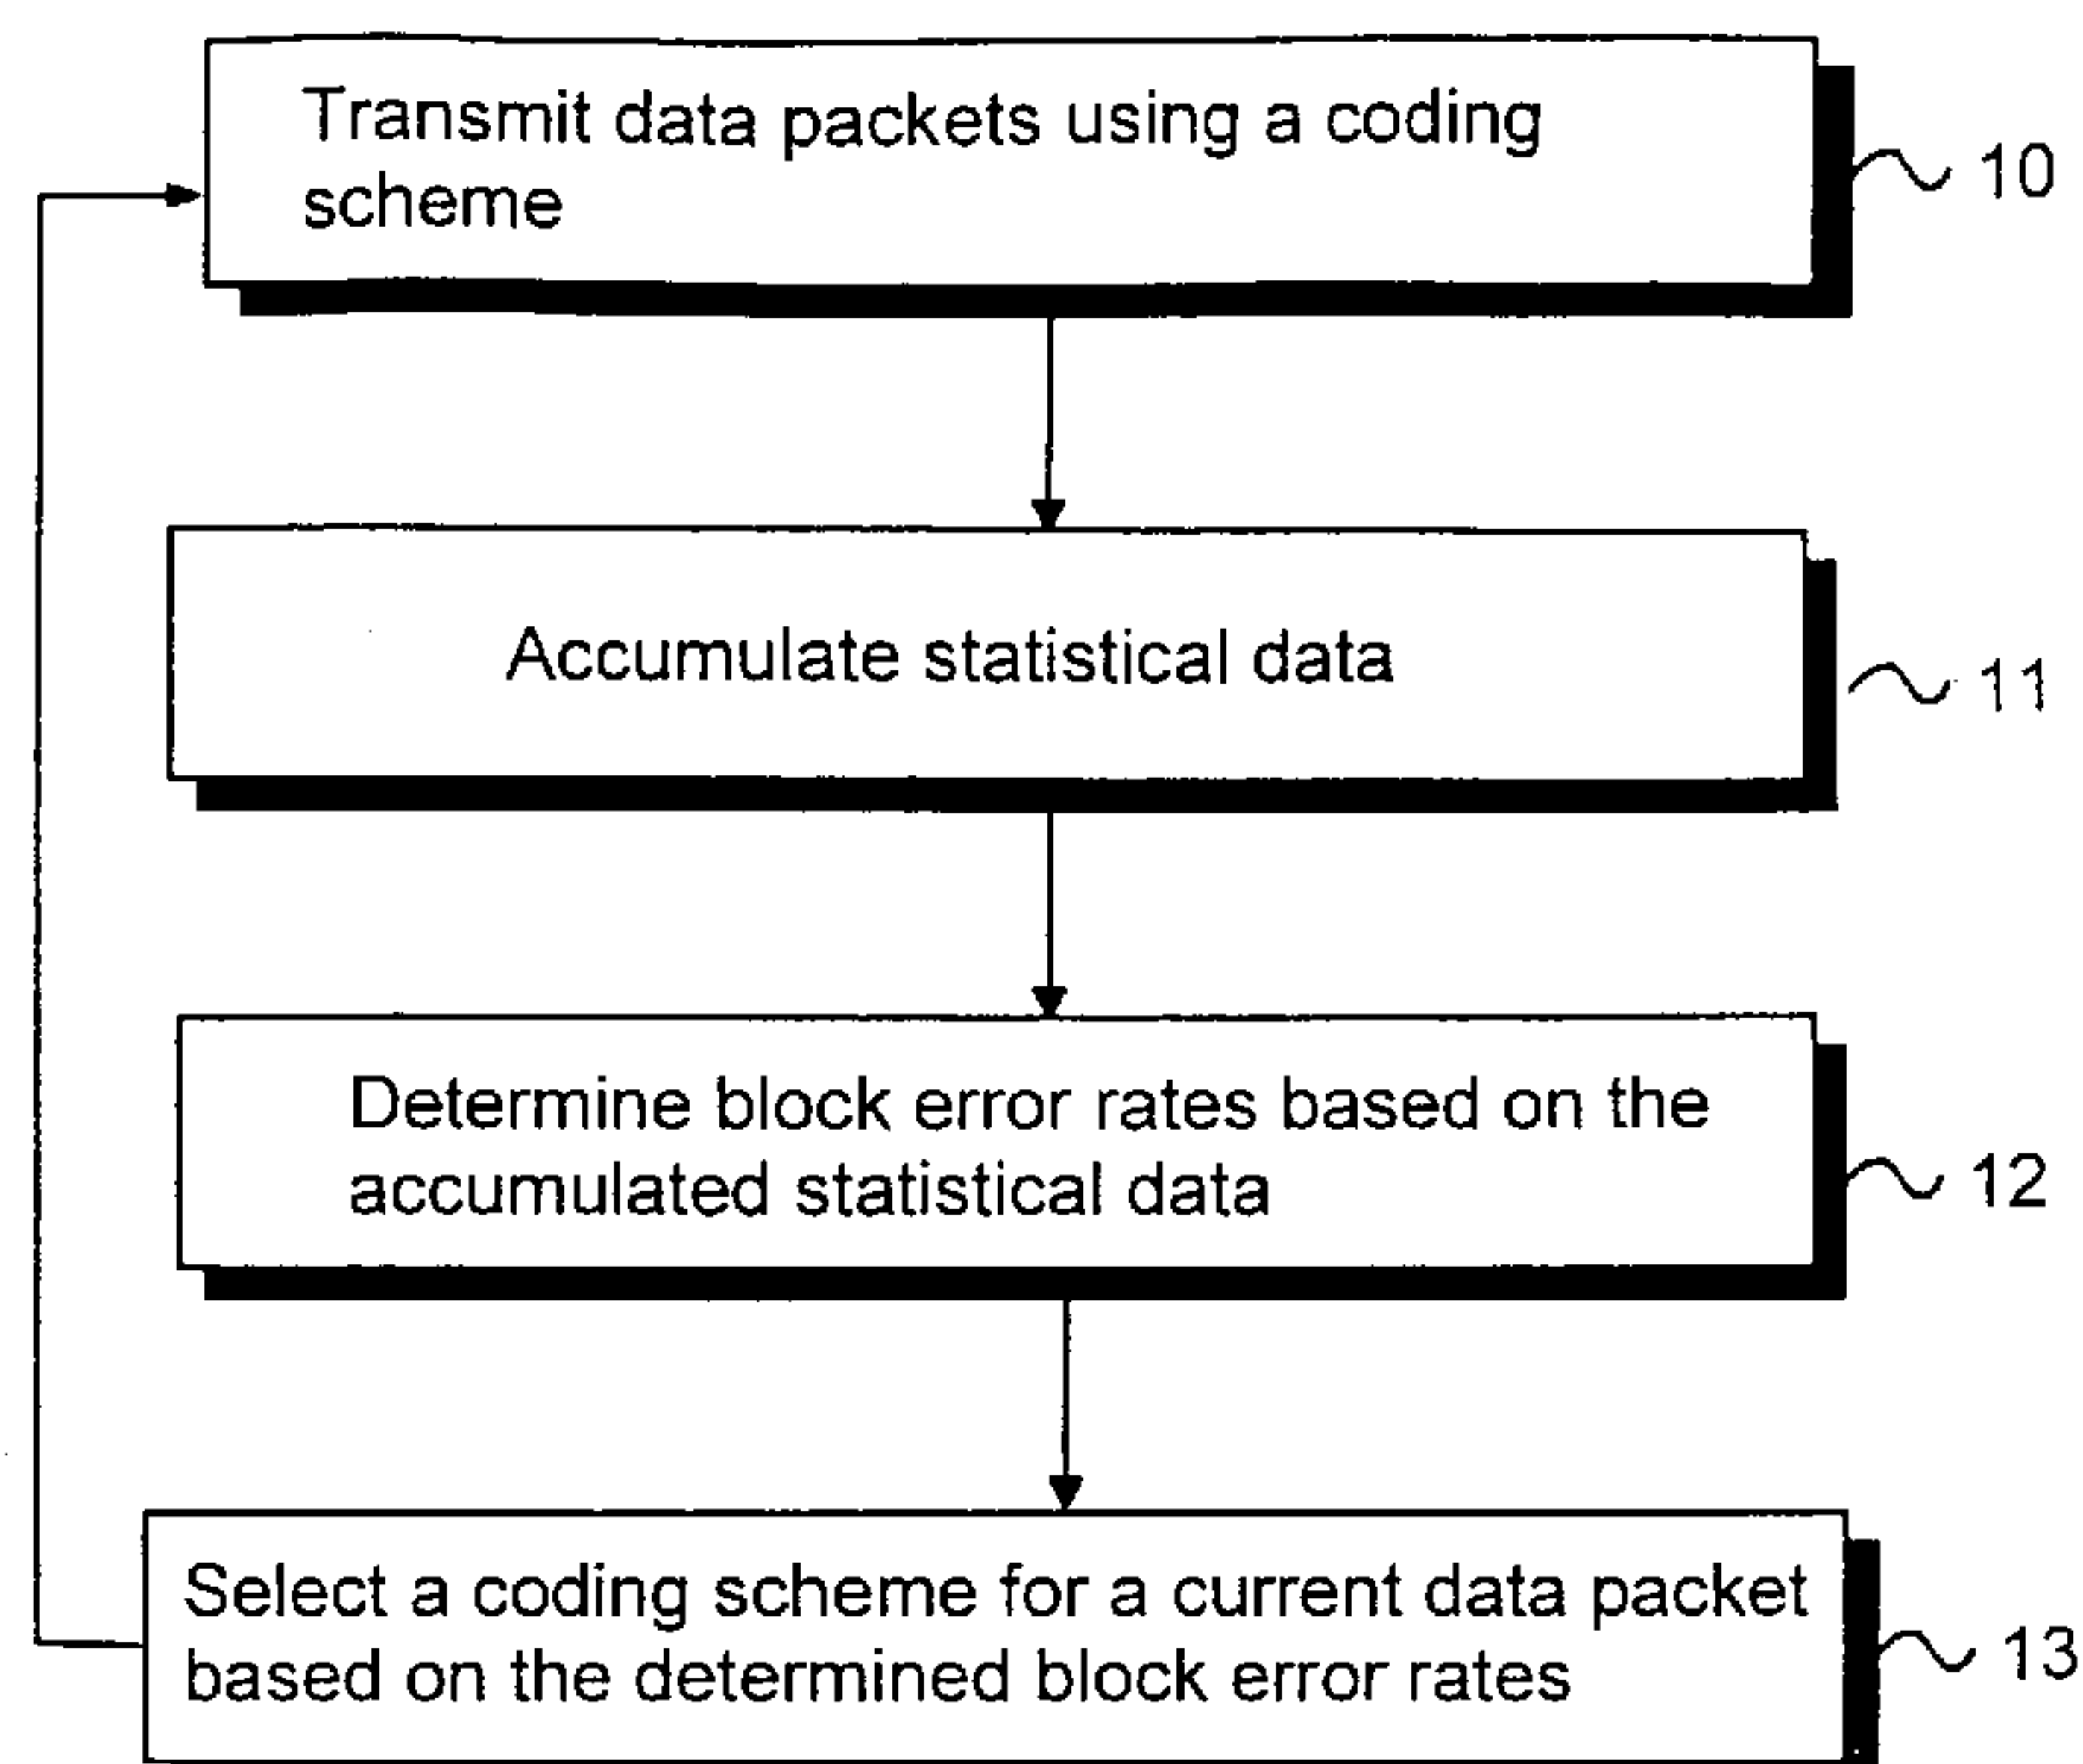 Transmit data packets using a coding
scheme
10
Accumulate statistical data
11
Determine block error rates based on the
accumulated statistical data
12
Select a coding scheme for a current data packet
based on the determined block error rates
13